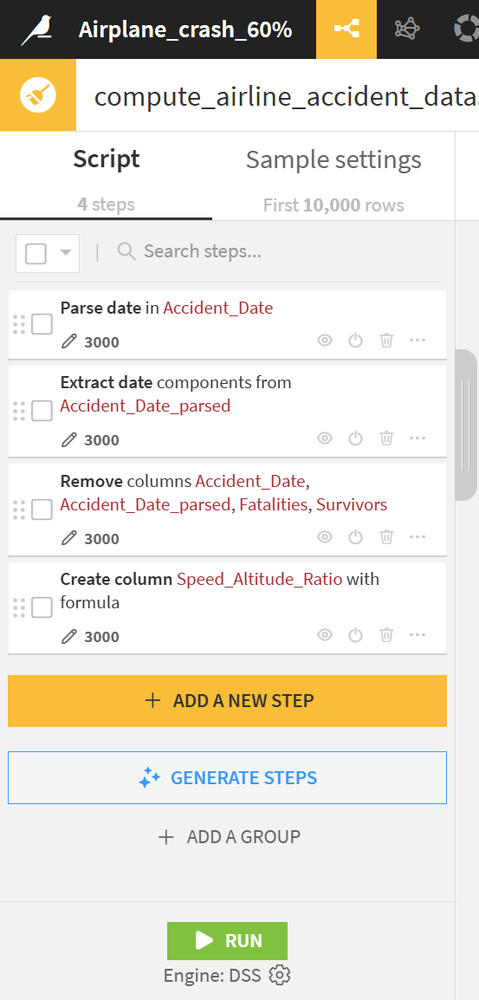 Airplane_crash_60%
compute_airline_accident_data
Script
Sample settings
4 steps
First 10,000 rows
Search steps...
Parse date in Accident_Date
3000
Extract date components from
Accident_Date_parsed
3000
Remove columns Accident_Date,
Accident_Date_parsed, Fatalities, Survivors
3000
Create column Speed_Altitude_Ratio with
formula
3000
ADD A NEW STEP
GENERATE STEPS
ADD A GROUP
RUN
Engine: DSS